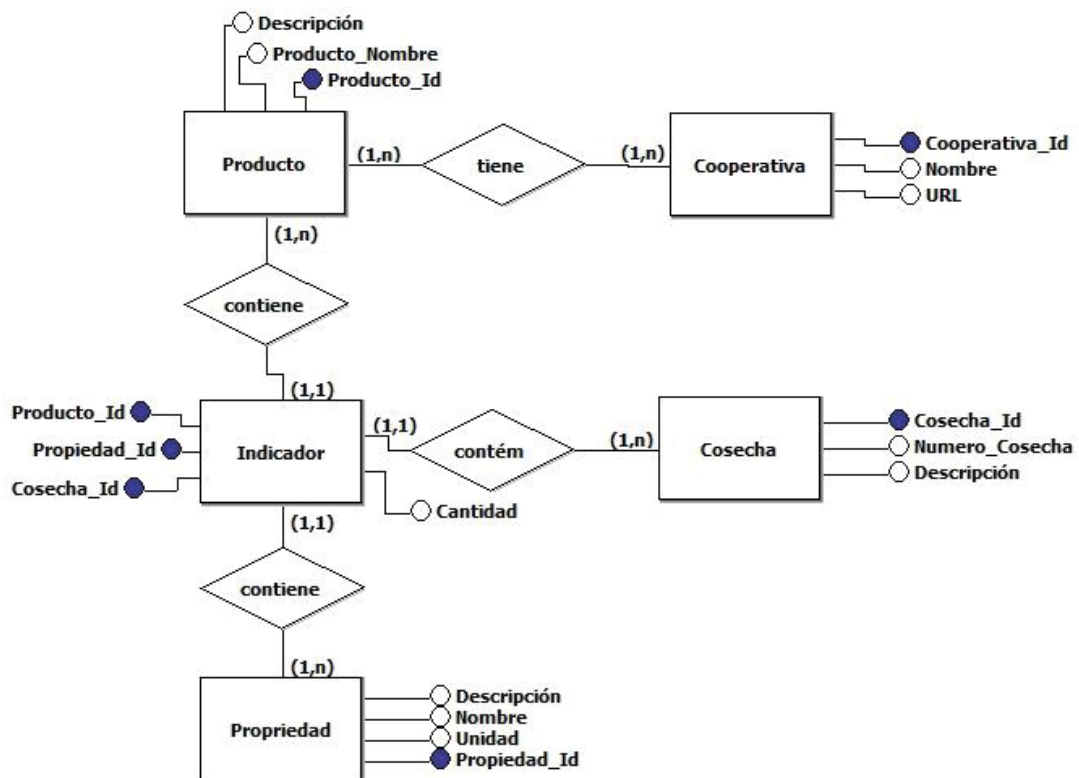 Descripción
Producto_Nombre
Producto_Id
Producto
(1,n)
tiene
(1,n)
Cooperativa
Cooperativa_Id
Nombre
URL
(1,n)
contiene
(1,1)
Producto_Id
Propiedad_Id
Cosecha_Id
Indicador
(1,1)
contém
(1,n)
Cosecha
Cosecha_Id
Numero_Cosecha
Descripción
Cantidad
(1,1)
contiene
(1,n)
Propriedad
Descripción
Nombre
Unidad
Propiedad_Id